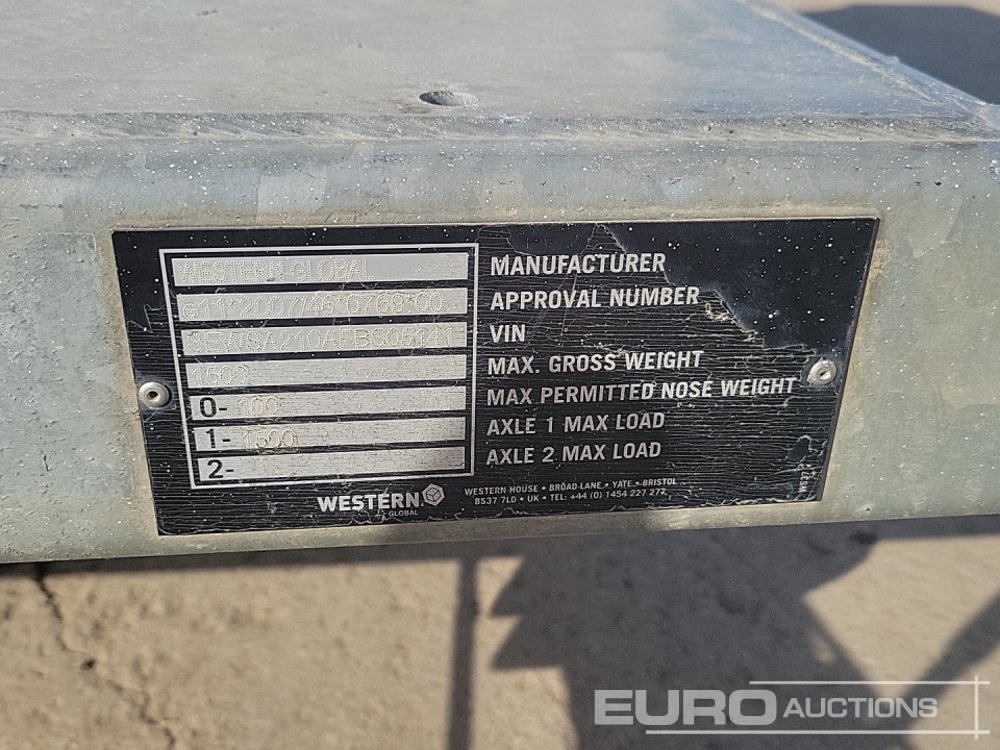 WESTERN GLOBAL MANUFACTURER
APPROVAL NUMBER
VIN
1500 MAX. GROSS WEIGHT
0- 100 MAX PERMITTED NOSE WEIGHT
1- 1500 AXLE 1 MAX LOAD
2- AXLE 2 MAX LOAD
WESTERN
GLOBAL
WESTERN HOUSE • BROAD LANE • YATE • BRISTOL
BS37 7LD • UK • TEL: +44 (0) 1454 227 277
EURO AUCTIONS